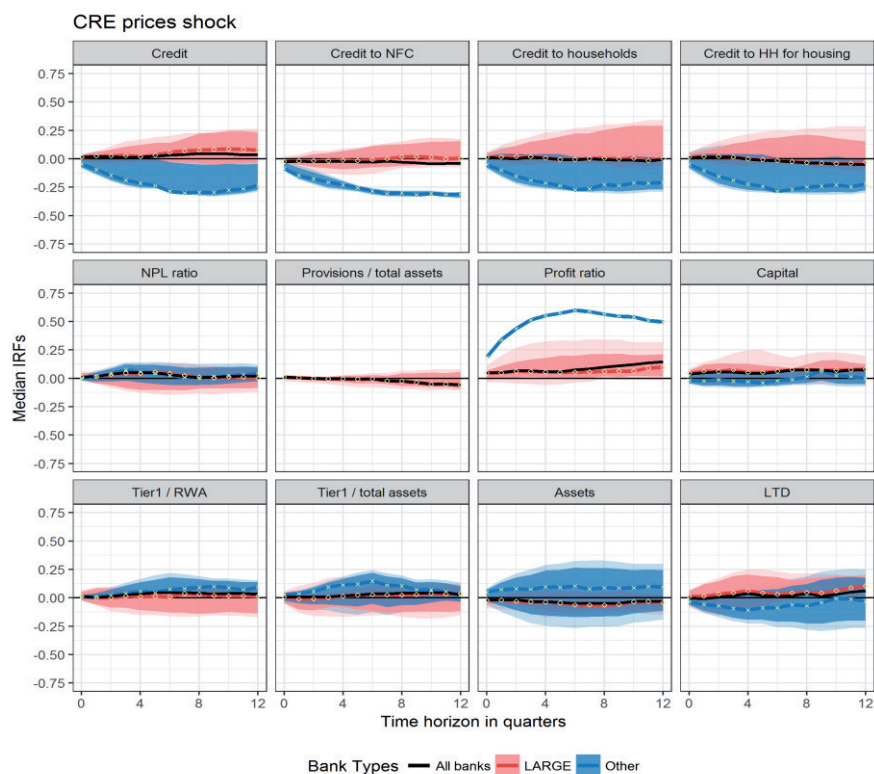 CRE prices shock
Credit
Credit to NFC
Credit to households
Credit to HH for housing
0.75
0.50
0.25
0.00
-0.25
-0.50
-0.75
NPL ratio
Provisions / total assets
Profit ratio
Capital
0.75
0.50
0.25
0.00
-0.25
-0.50
-0.75
Median IRFs
Tier1 / RWA
Tier1 / total assets
Assets
LTD
0.75
0.50
0.25
0.00
-0.25
-0.50
-0.75
0 4 8 12 0 4 8 12 0 4 8 12 0 4 8 12
Time horizon in quarters
Bank Types All banks LARGE Other